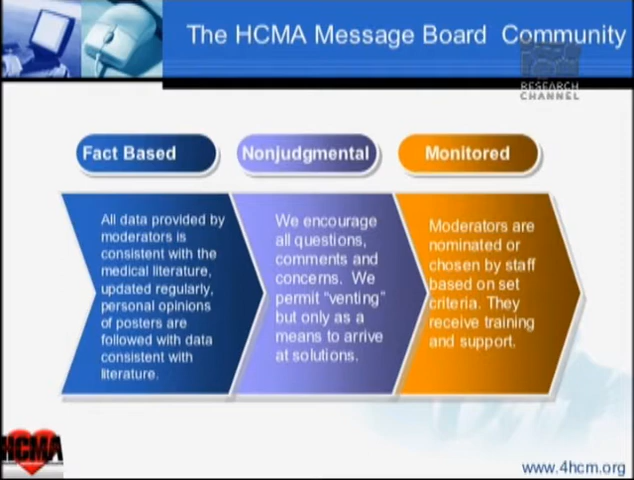 The HCMA Message Board Community
RESEARCH
CHANNEL
Fact Based
Nonjudgmental
Monitored
All data provided by
moderators is
consistent with the
medical literature,
updated regularly,
personal opinions
of posters are
followed with data
consistent with
literature.
We encourage
all questions,
comments and
concerns. We
permit “venting”
but only as a
means to arrive
at solutions.
Moderators are
nominated or
chosen by staff
based on set
criteria. They
receive training
and support.
HCMA
www.4hcm.org